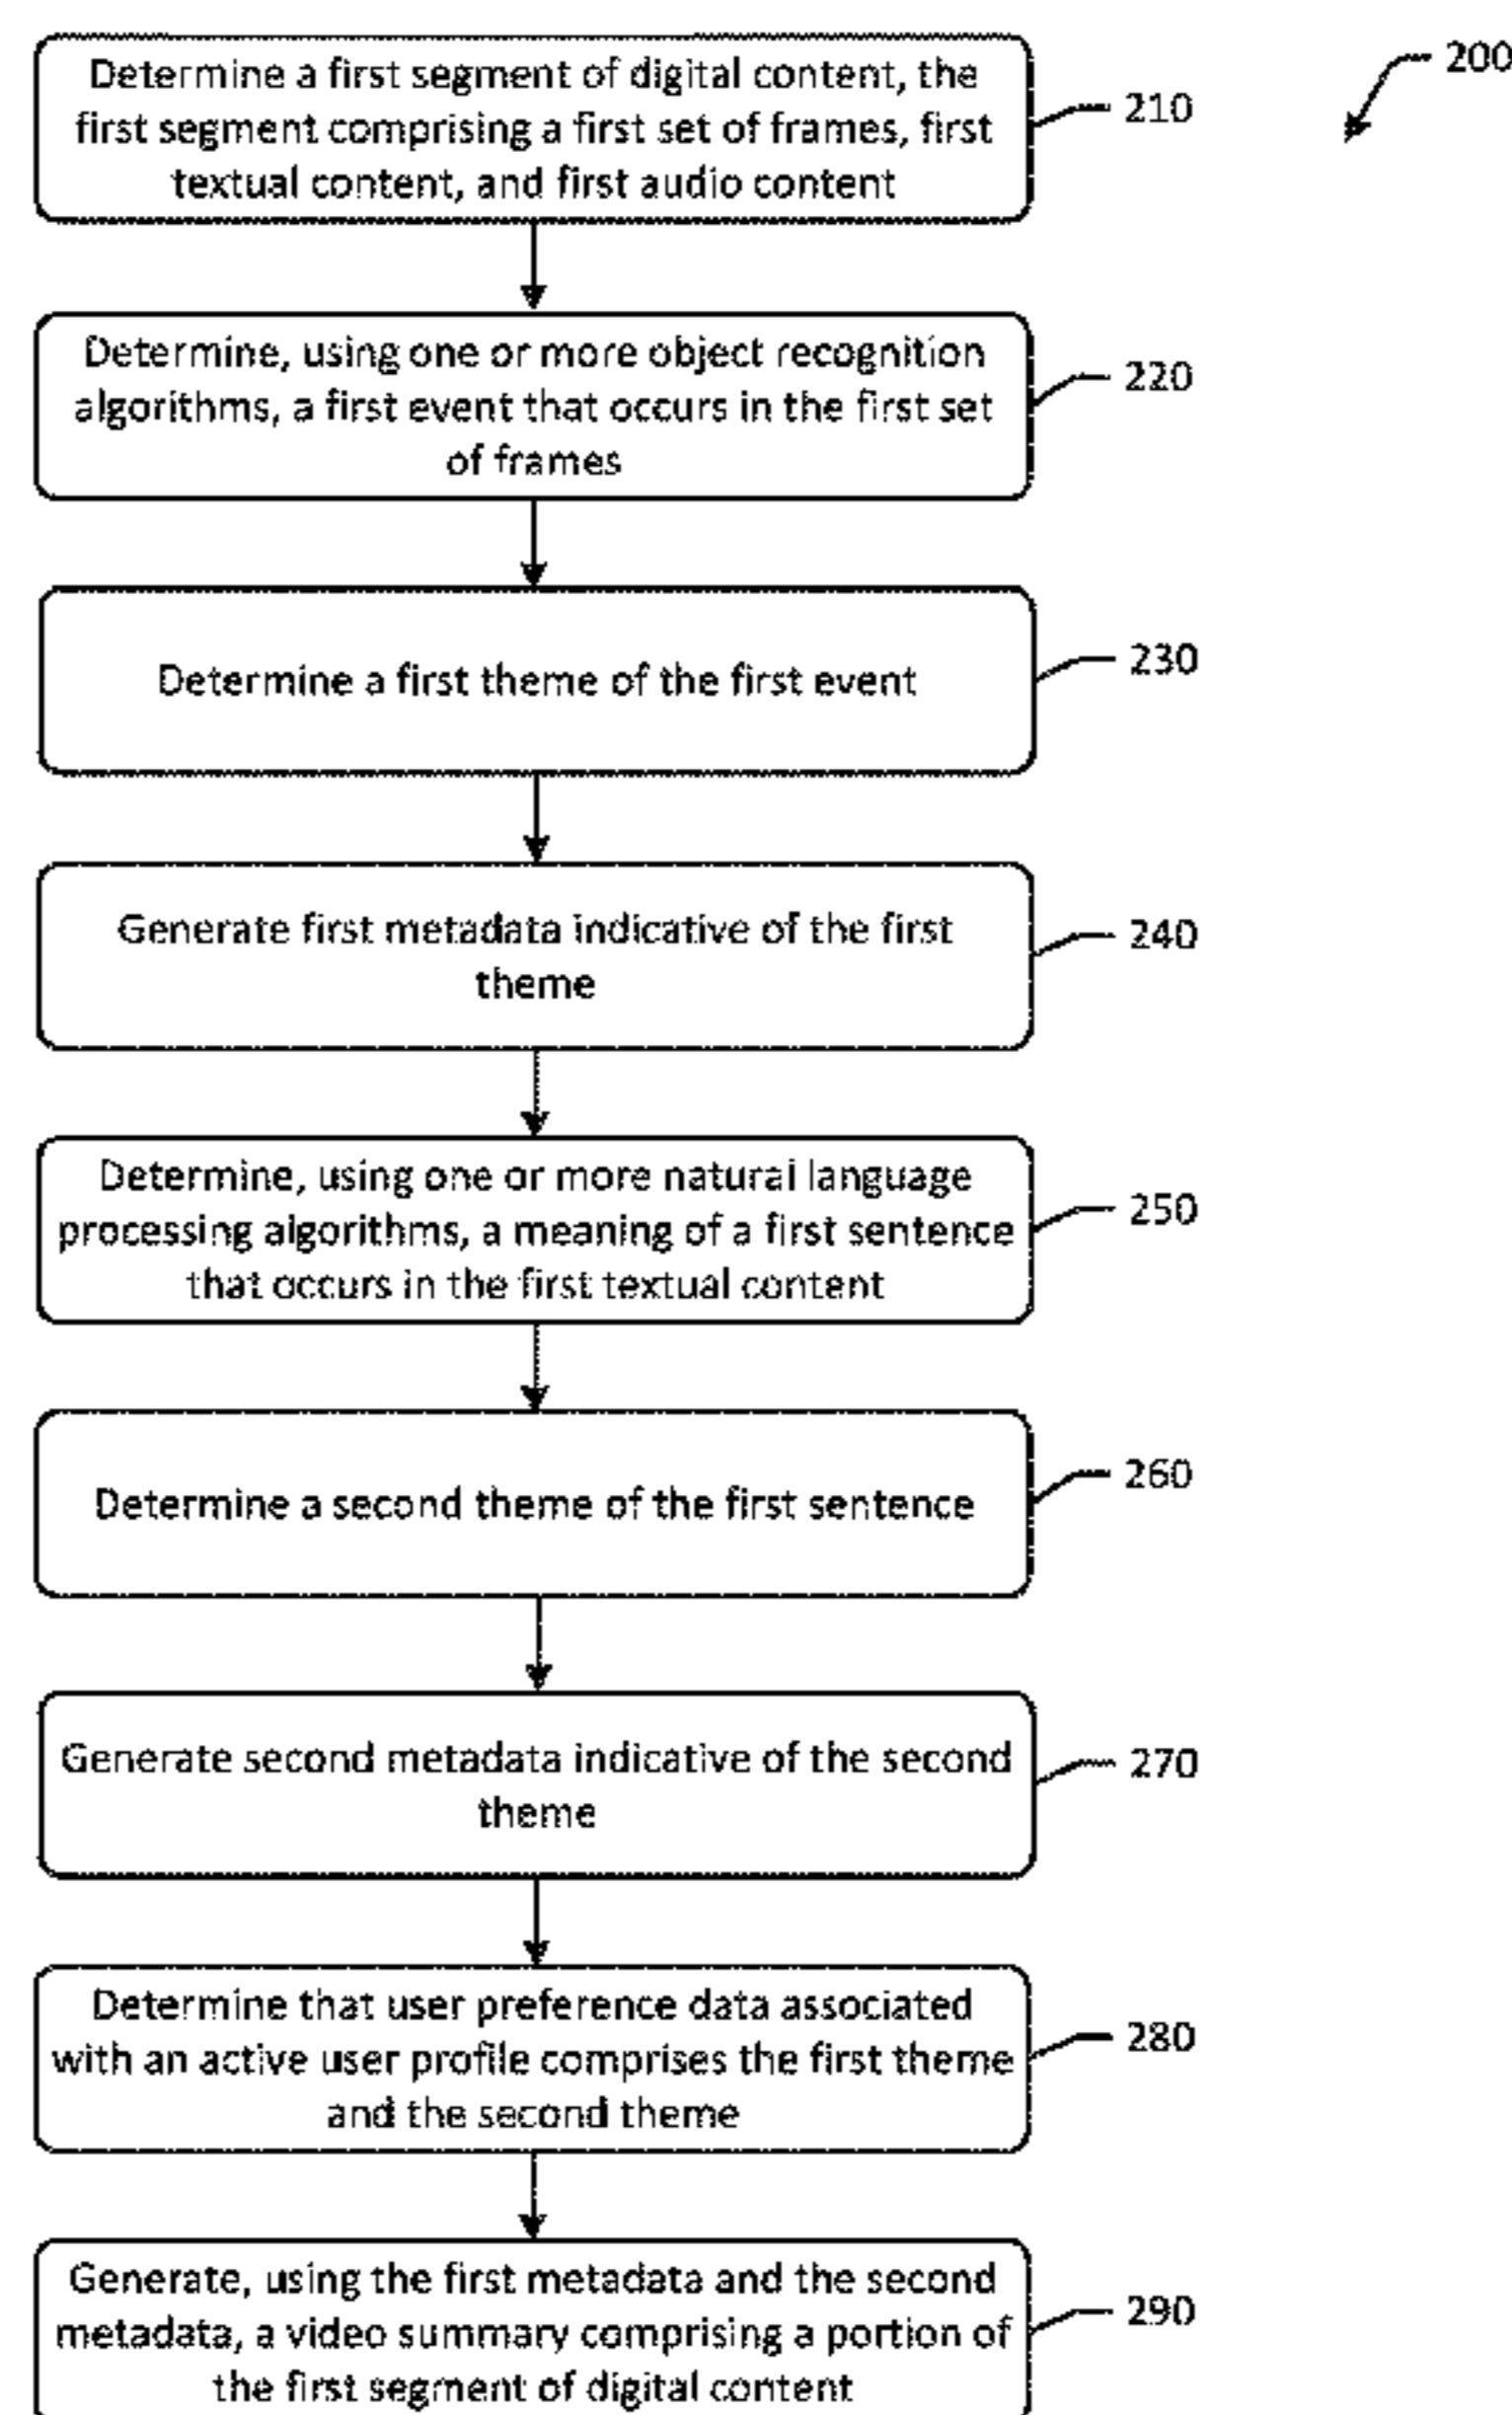 200
Determine a first segment of digital content, the
first segment comprising a first set of frames, first
textual content, and first audio content
210
Determine, using one or more object recognition
algorithms, a first event that occurs in the first set
of frames
220
Determine a first theme of the first event
230
Generate first metadata indicative of the first
theme
240
Determine, using one or more natural language
processing algorithms, a meaning of a first sentence
that occurs in the first textual content
250
Determine a second theme of the first sentence
260
Generate second metadata indicative of the second
theme
270
Determine that user preference data associated
with an active user profile comprises the first theme
and the second theme
280
Generate, using the first metadata and the second
metadata, a video summary comprising a portion of
the first segment of digital content
290